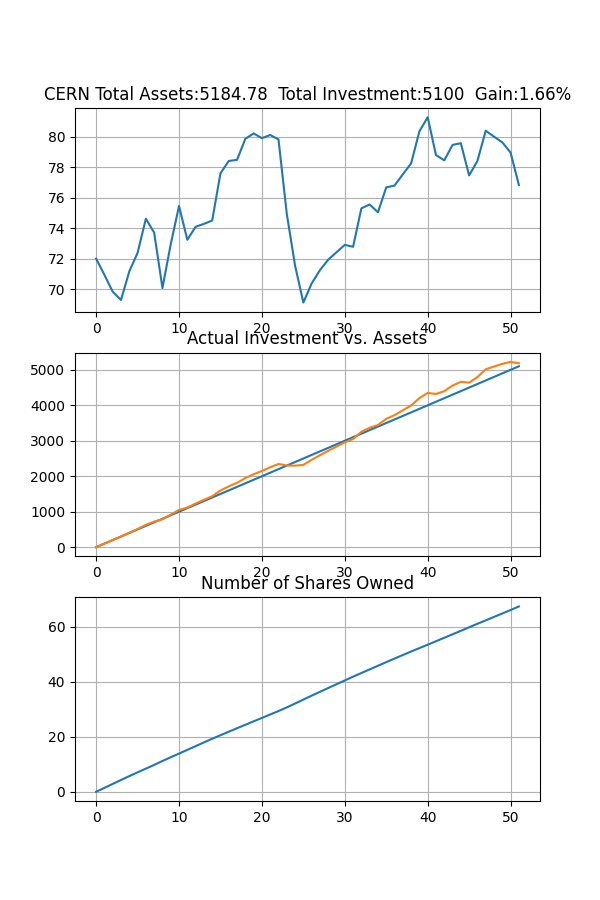 CERN Total Assets:5184.78  Total Investment:5100  Gain:1.66%
80
78
76
74
72
70
0 10 20 30 40 50
Actual Investment vs. Assets
5000
4000
3000
2000
1000
0
0 10 20 30 40 50
Number of Shares Owned
60
40
20
0
0 10 20 30 40 50